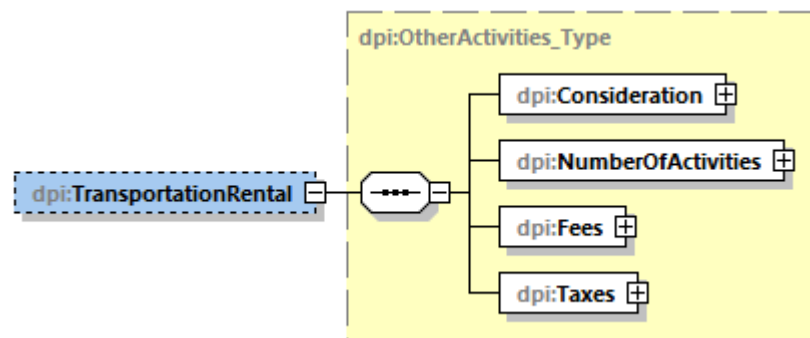 dpi:OtherActivities_Type
dpi:Consideration
dpi:NumberOfActivities
dpi:TransportationRental
dpi:Fees
dpi:Taxes